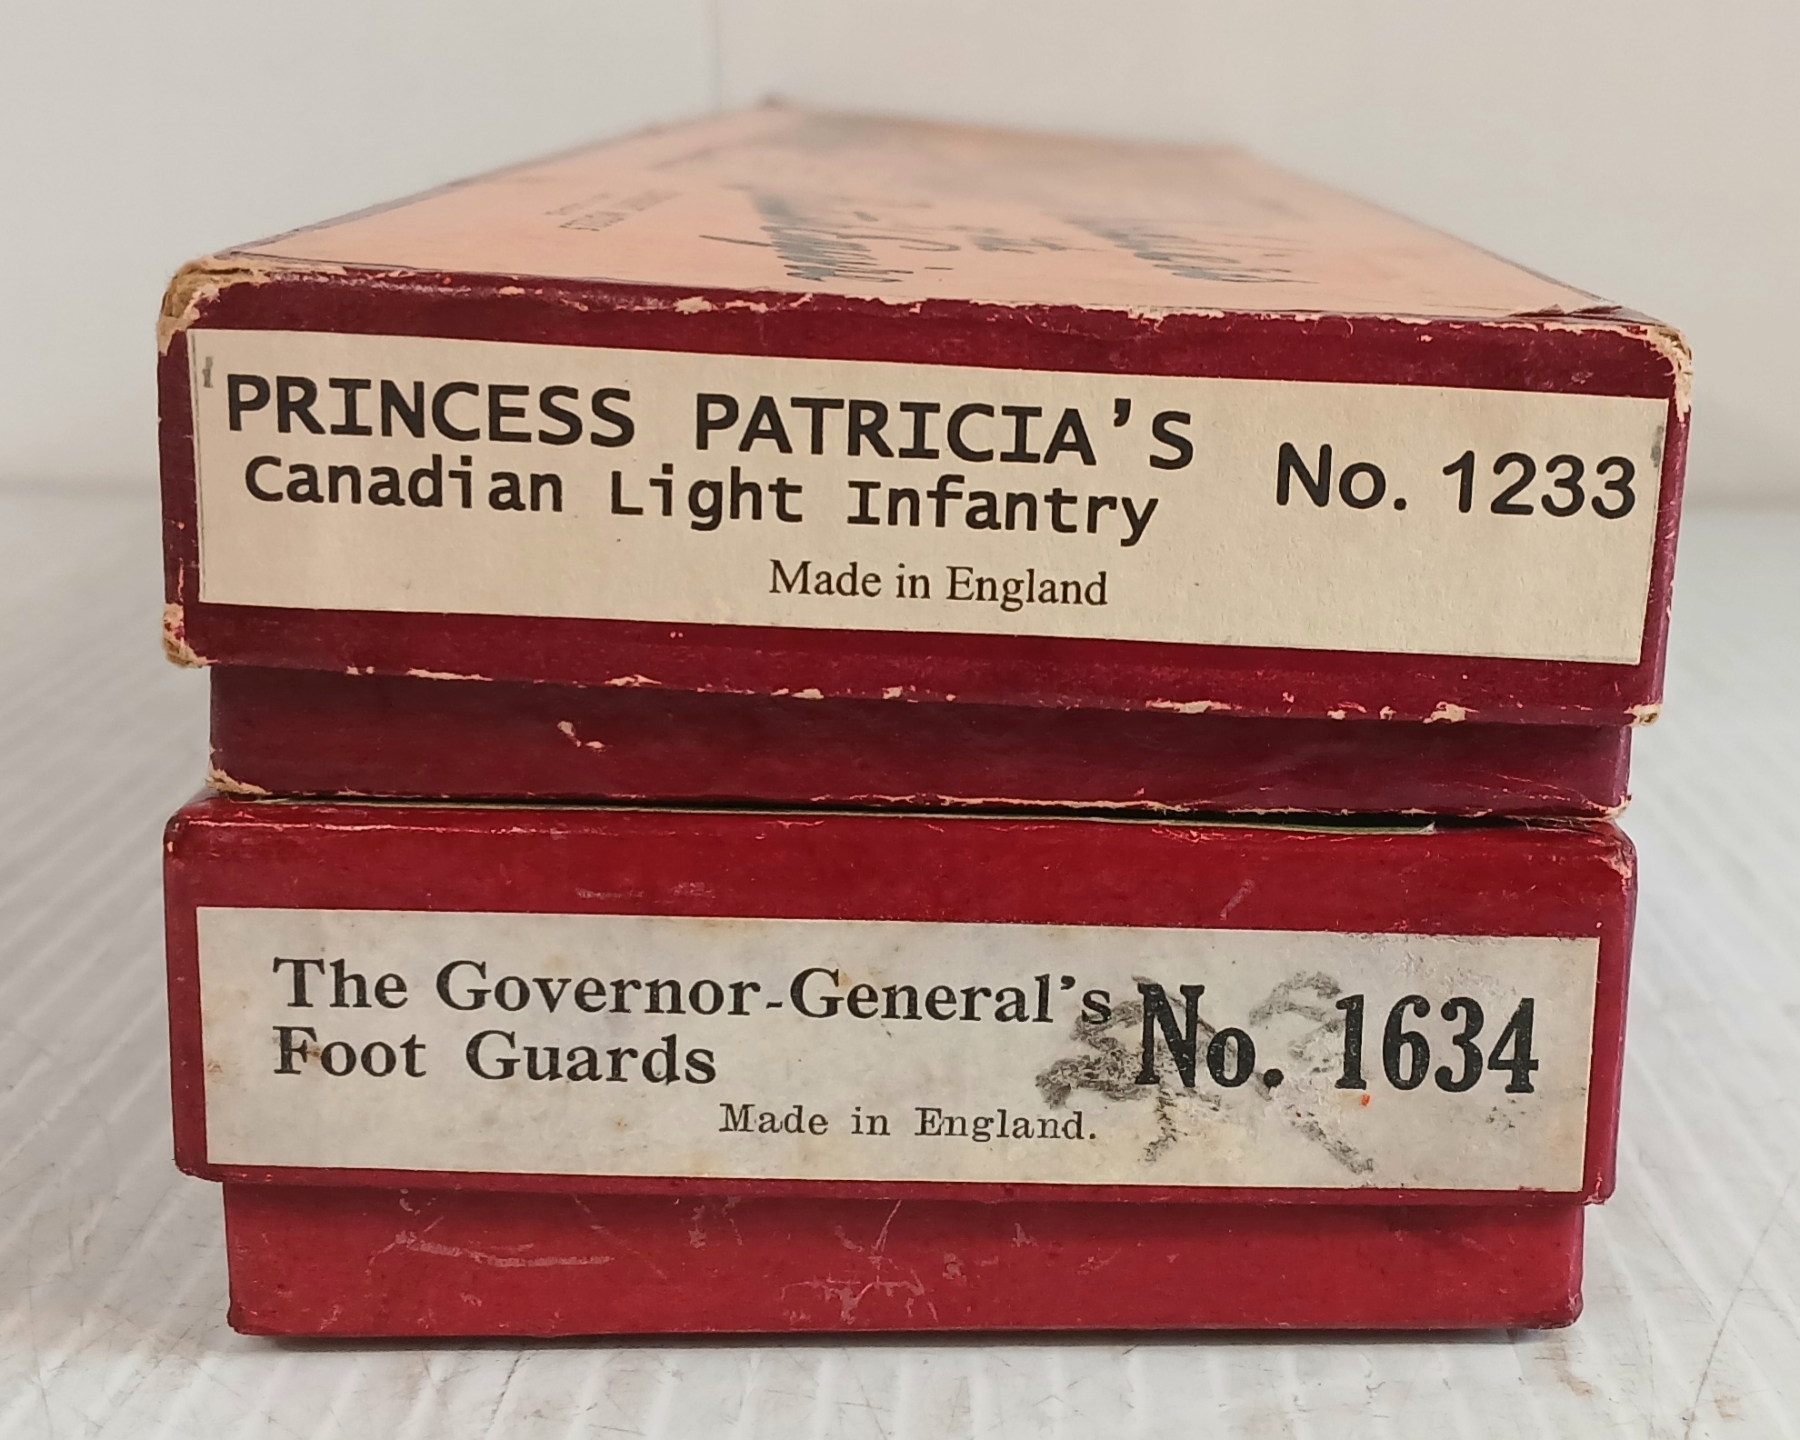 PRINCESS PATRICIA'S
Canadian Light Infantry
No. 1233
Made in England
The Governor-General's
Foot Guards
No. 1634
Made in England.